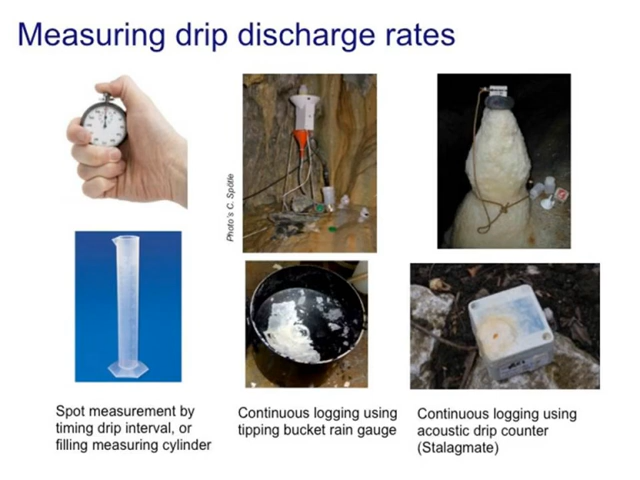 Measuring drip discharge rates
Photo's C. Spötle
Spot measurement by
timing drip interval, or
filling measuring cylinder
Continuous logging using
tipping bucket rain gauge
Continuous logging using
acoustic drip counter
(Stalagmate)